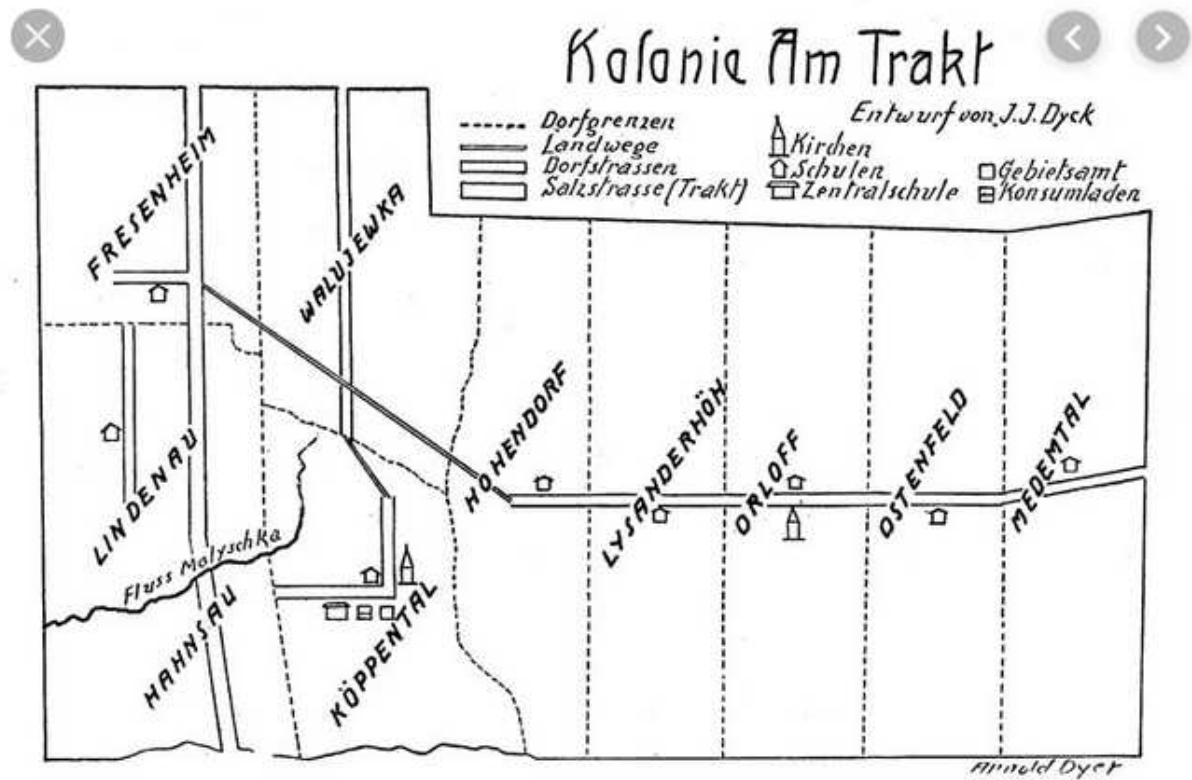 Kolonie Am Trakt
Entwurf von J.J. Dyck
Dorfgrenzen
Landwege
Dorfstrassen
Salzstrasse (Trakt)
Kirchen
Schulen
Zentralschule
Gebietsamt
Konsumladen
FRESENHEIM
WALUJEWKA
LINDENAU
Fluss Malyschka
HAHNSAU
KÖPPENTAL
HOHENDORF
LYSANDERHÖH
ORLOFF
OSTENFELD
MEDEMTAL
Arnold Dyck